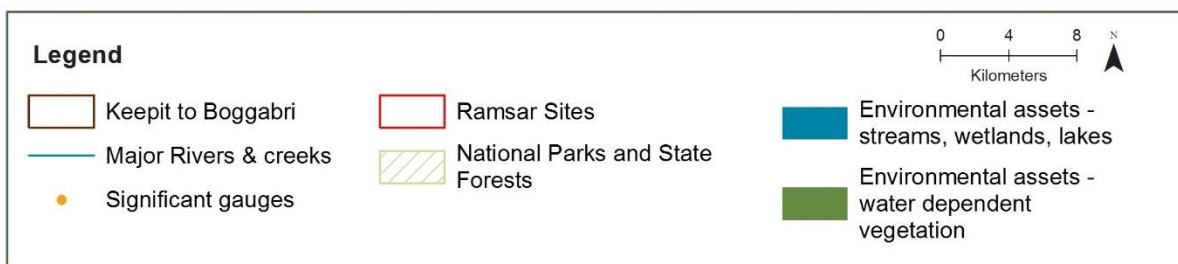 Legend
0 4 8
N
Kilometers
Keepit to Boggabri
Major Rivers & creeks
Significant gauges
Ramsar Sites
National Parks and State
Forests
Environmental assets -
streams, wetlands, lakes
Environmental assets -
water dependent
vegetation